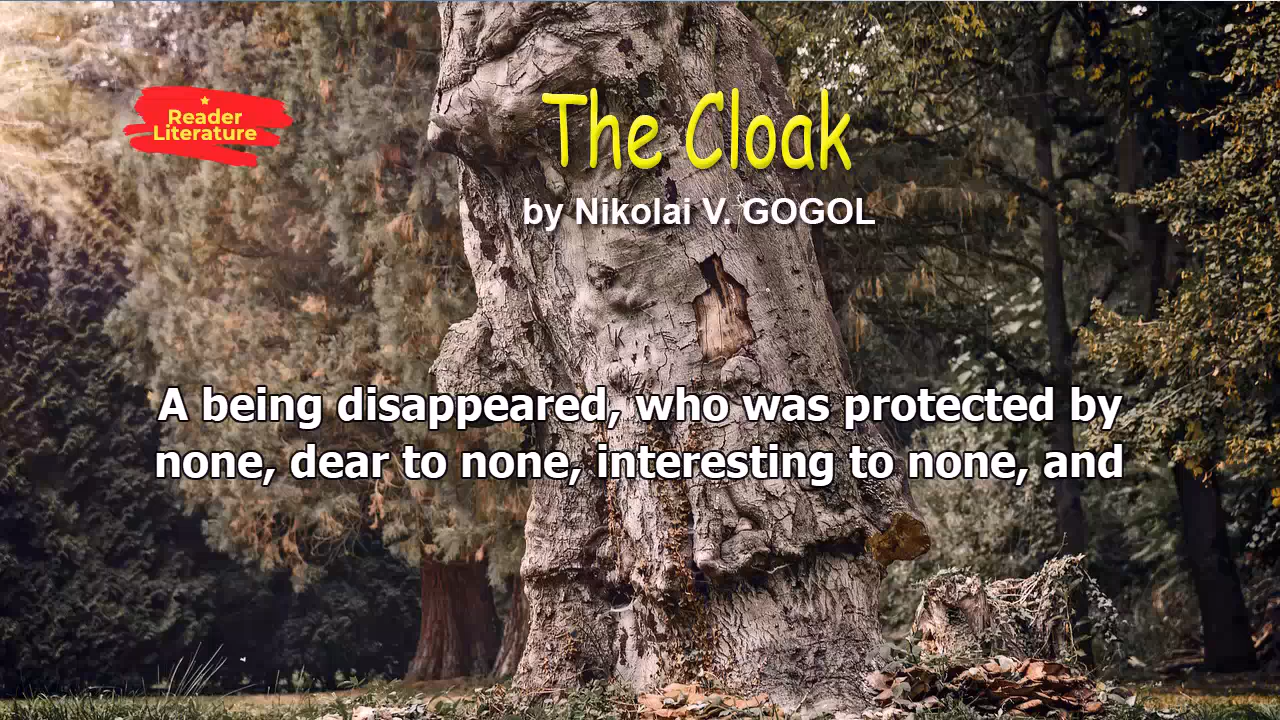 Reader
Literature
The Cloak
by Nikolai V. GOGOL
A being disappeared, who was protected by
none, dear to none, interesting to none, and